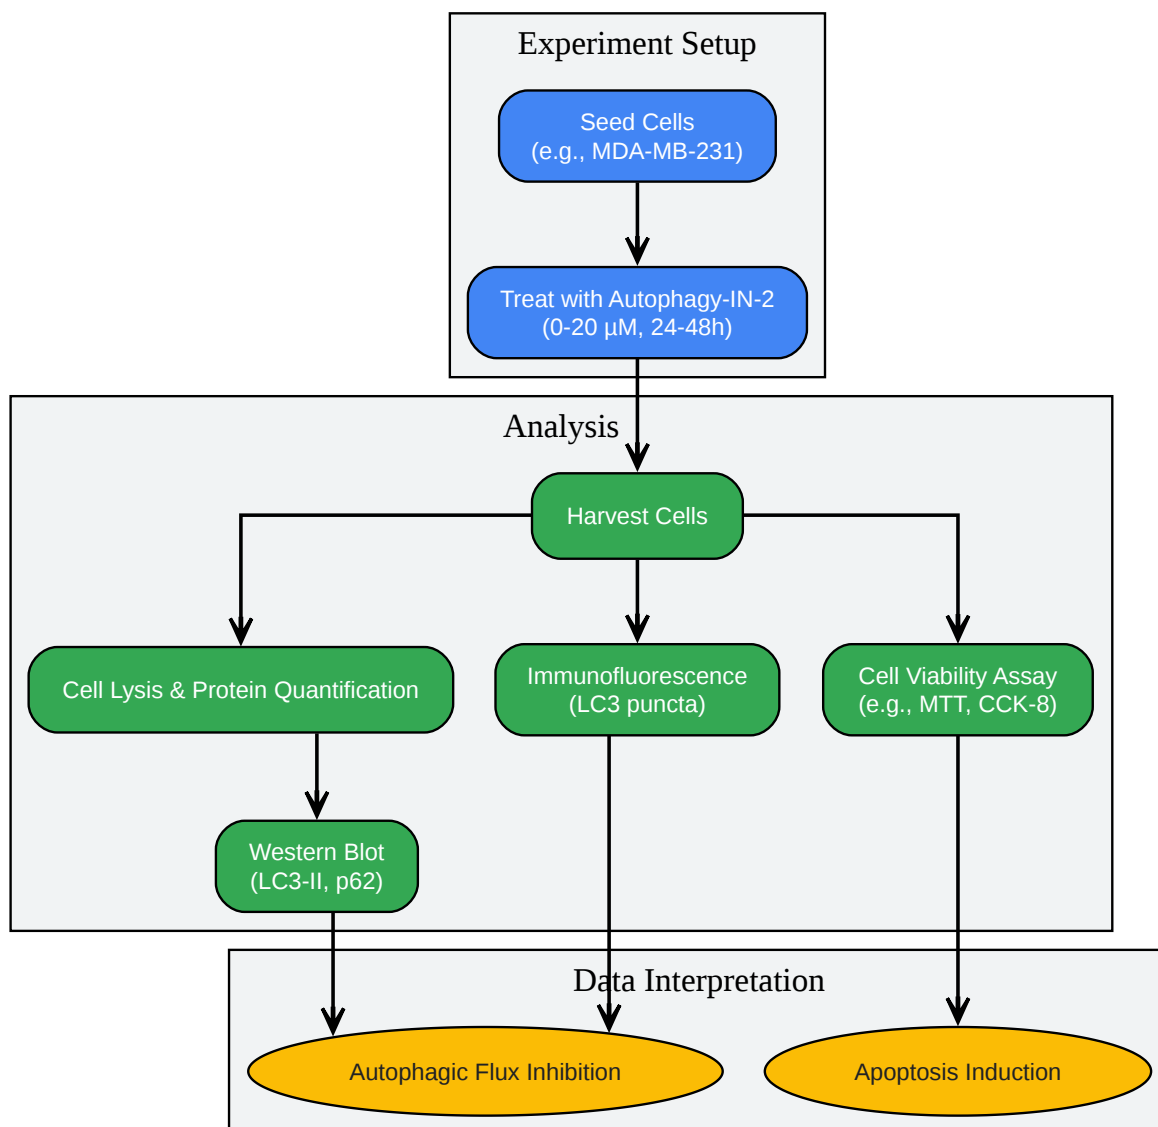 Experiment Setup
Seed Cells
(e.g., MDA-MB-231)
Treat with Autophagy-IN-2
(0-20 µM, 24-48h)
Analysis
Harvest Cells
Cell Lysis & Protein Quantification
Immunofluorescence
(LC3 puncta)
Cell Viability Assay
(e.g., MTT, CCK-8)
Western Blot
(LC3-II, p62)
Data Interpretation
Autophagic Flux Inhibition
Apoptosis Induction